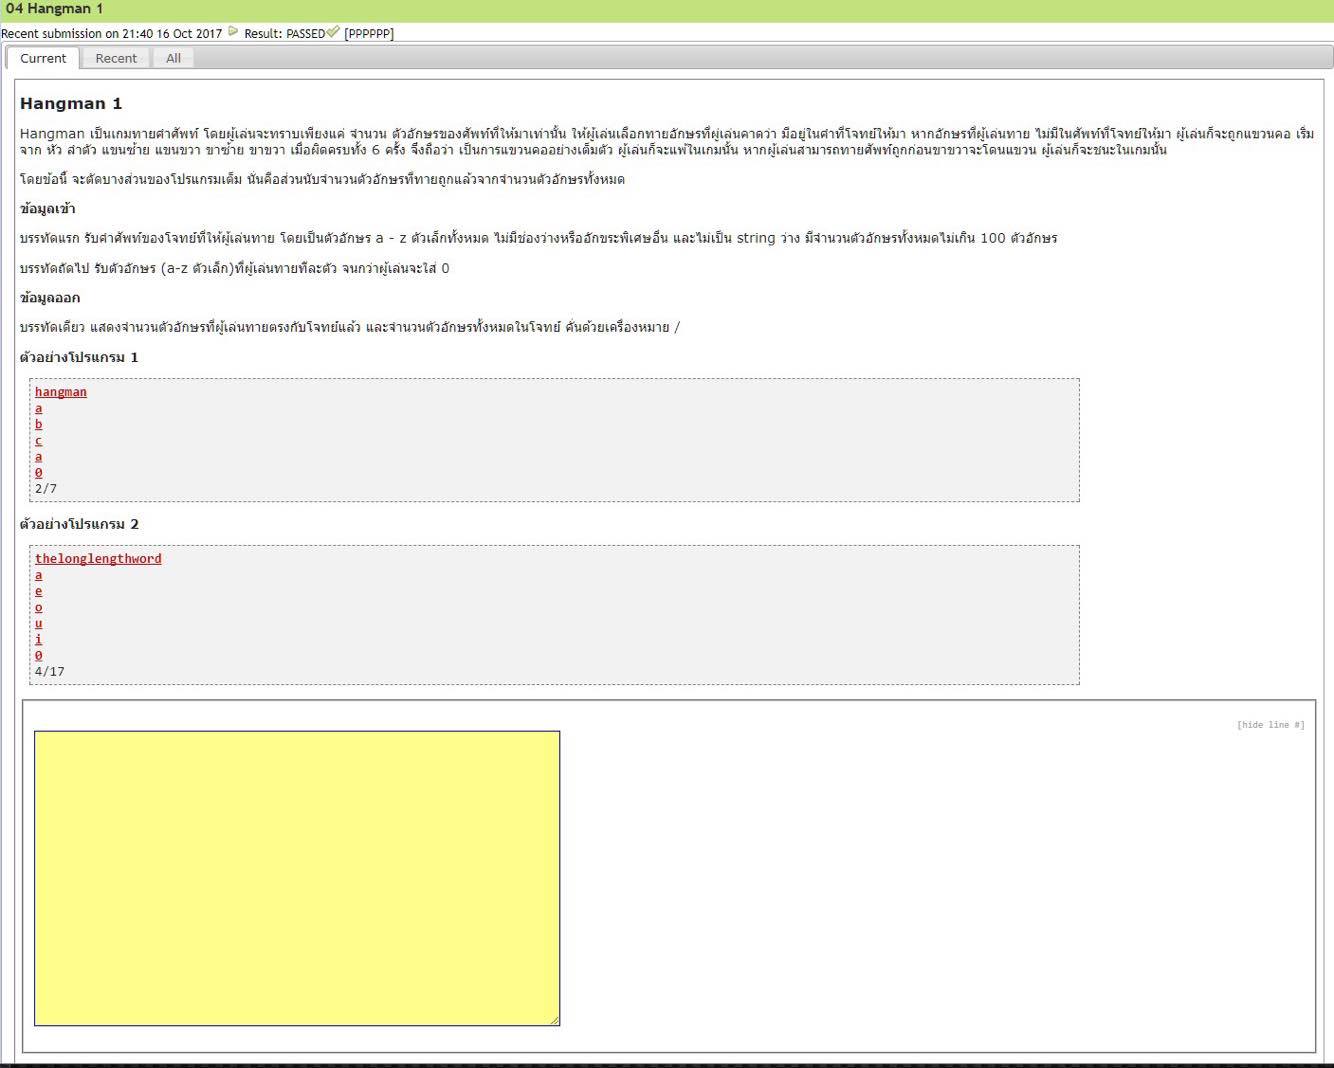 04 Hangman 1
Recent submission on 21:40 16 Oct 2017 Result: PASSED [PPPPPP]
Current Recent All
Hangman 1
Hangman เป็นเกมทายคำศัพท์ โดยผู้เล่นจะทราบเพียงแค่ จำนวน ตัวอักษรของศัพท์ที่ให้มาเท่านั้น ให้ผู้เล่นเลือกทายอักษรที่ผู้เล่นคาดว่า มีอยู่ในคำที่โจทย์ให้มา หากอักษรที่ผู้เล่นทาย ไม่มีในศัพท์ที่โจทย์ให้มา ผู้เล่นก็จะถูกแขวนคอ เริ่ม
จาก หัว ลำตัว แขนซ้าย แขนขวา ขาซ้าย ขาขวา เมื่อผิดครบทั้ง 6 ครั้ง จึงถือว่า เป็นการแขวนคออย่างเต็มตัว ผู้เล่นก็จะแพ้ในเกมนั้น หากผู้เล่นสามารถทายศัพท์ถูกก่อนขาขวาจะโดนแขวน ผู้เล่นก็จะชนะในเกมนั้น
โดยข้อนี้ จะตัดบางส่วนของโปรแกรมเต็ม นั่นคือส่วนนับจำนวนตัวอักษรที่ทายถูกแล้วจากจำนวนตัวอักษรทั้งหมด
ข้อมูลเข้า
บรรทัดแรก รับคำศัพท์ของโจทย์ที่ให้ผู้เล่นทาย โดยเป็นตัวอักษร a - z ตัวเล็กทั้งหมด ไม่มีช่องว่างหรืออักขระพิเศษอื่น และไม่เป็น string ว่าง มีจำนวนตัวอักษรทั้งหมดไม่เกิน 100 ตัวอักษร
บรรทัดถัดไป รับตัวอักษร (a-z ตัวเล็ก)ที่ผู้เล่นทายทีละตัว จนกว่าผู้เล่นจะใส่ 0
ข้อมูลออก
บรรทัดเดียว แสดงจำนวนตัวอักษรที่ผู้เล่นทายตรงกับโจทย์แล้ว และจำนวนตัวอักษรทั้งหมดในโจทย์ คั่นด้วยเครื่องหมาย /
ตัวอย่างโปรแกรม 1
hangman
a
b
c
a
0
2/7
ตัวอย่างโปรแกรม 2
thelonglengthword
a
e
o
u
i
0
4/17
[hide line #]